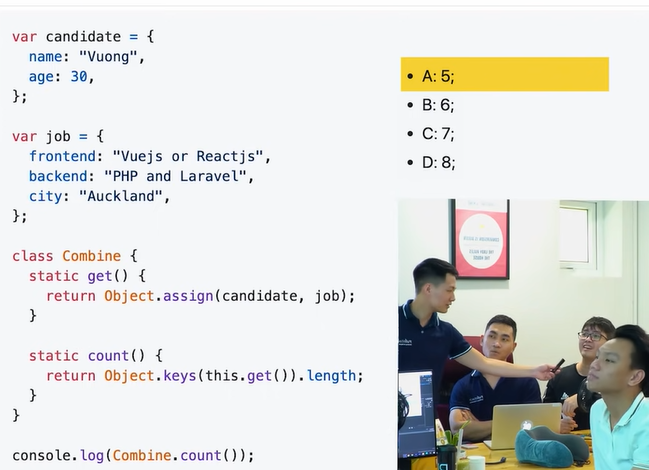 var candidate = {
  name: "Vuong",
  age: 30,
};

var job = {
  frontend: "Vuejs or Reactjs",
  backend: "PHP and Laravel",
  city: "Auckland",
};

class Combine {
  static get() {
    return Object.assign(candidate, job);
  }

  static count() {
    return Object.keys(this.get()).length;
  }
}

console.log(Combine.count());
• A: 5;
• B: 6;
• C: 7;
• D: 8;